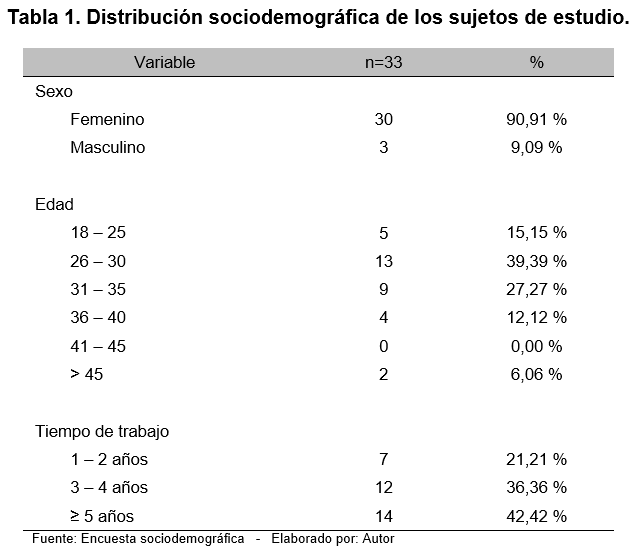 Tabla 1. Distribución sociodemográfica de los sujetos de estudio.
Variable n=33 %
Sexo
Femenino 30 90,91 %
Masculino 3 9,09 %
Edad
18 – 25 5 15,15 %
26 – 30 13 39,39 %
31 – 35 9 27,27 %
36 – 40 4 12,12 %
41 – 45 0 0,00 %
> 45 2 6,06 %
Tiempo de trabajo
1 – 2 años 7 21,21 %
3 – 4 años 12 36,36 %
≥ 5 años 14 42,42 %
Fuente: Encuesta sociodemográfica - Elaborado por: Autor